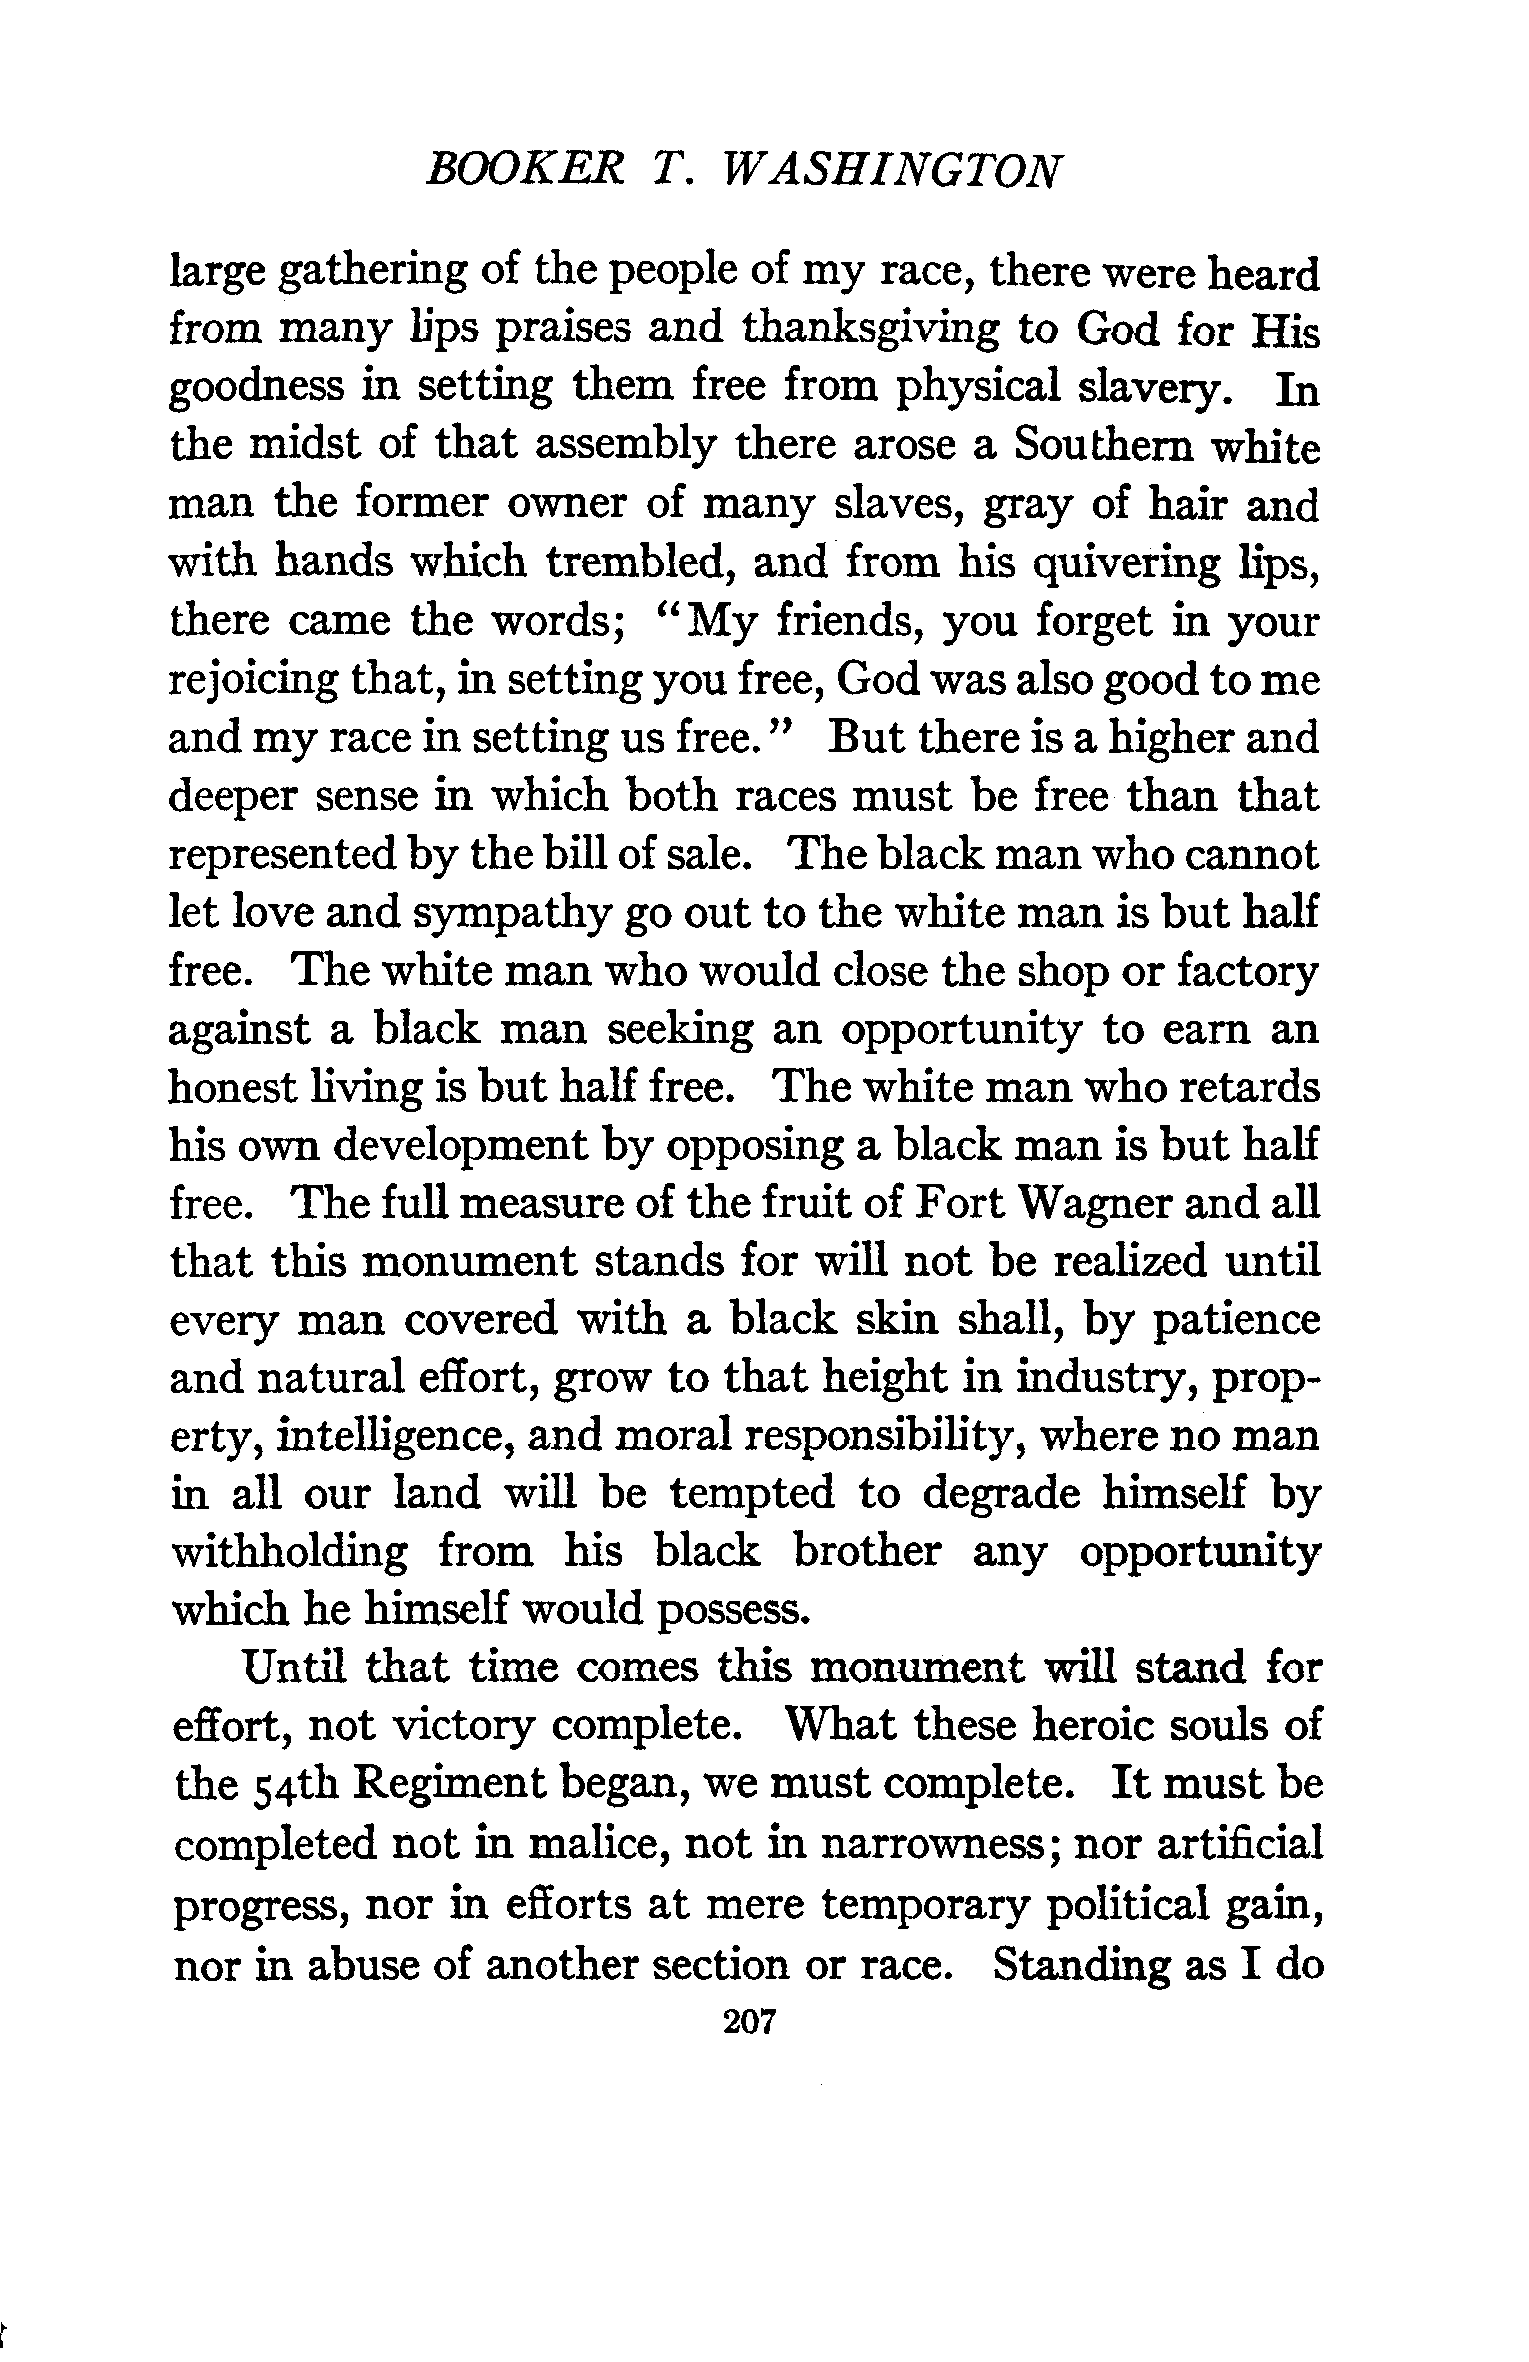 BOOKER T. WASHINGTON
large gathering of the people of my race, there were heard
from many lips praises and thanksgiving to God for His
goodness in setting them free from physical slavery. In
the midst of that assembly there arose a Southern white
man the former owner of many slaves, gray of hair and
with hands which trembled, and from his quivering lips,
there came the words; “My friends, you forget in your
rejoicing that, in setting you free, God was also good to me
and my race in setting us free.” But there is a higher and
deeper sense in which both races must be free than that
represented by the bill of sale. The black man who cannot
let love and sympathy go out to the white man is but half
free. The white man who would close the shop or factory
against a black man seeking an opportunity to earn an
honest living is but half free. The white man who retards
his own development by opposing a black man is but half
free. The full measure of the fruit of Fort Wagner and all
that this monument stands for will not be realized until
every man covered with a black skin shall, by patience
and natural effort, grow to that height in industry, prop-
erty, intelligence, and moral responsibility, where no man
in all our land will be tempted to degrade himself by
withholding from his black brother any opportunity
which he himself would possess.
Until that time comes this monument will stand for
effort, not victory complete. What these heroic souls of
the 54th Regiment began, we must complete. It must be
completed not in malice, not in narrowness; nor artificial
progress, nor in efforts at mere temporary political gain,
nor in abuse of another section or race. Standing as I do
207